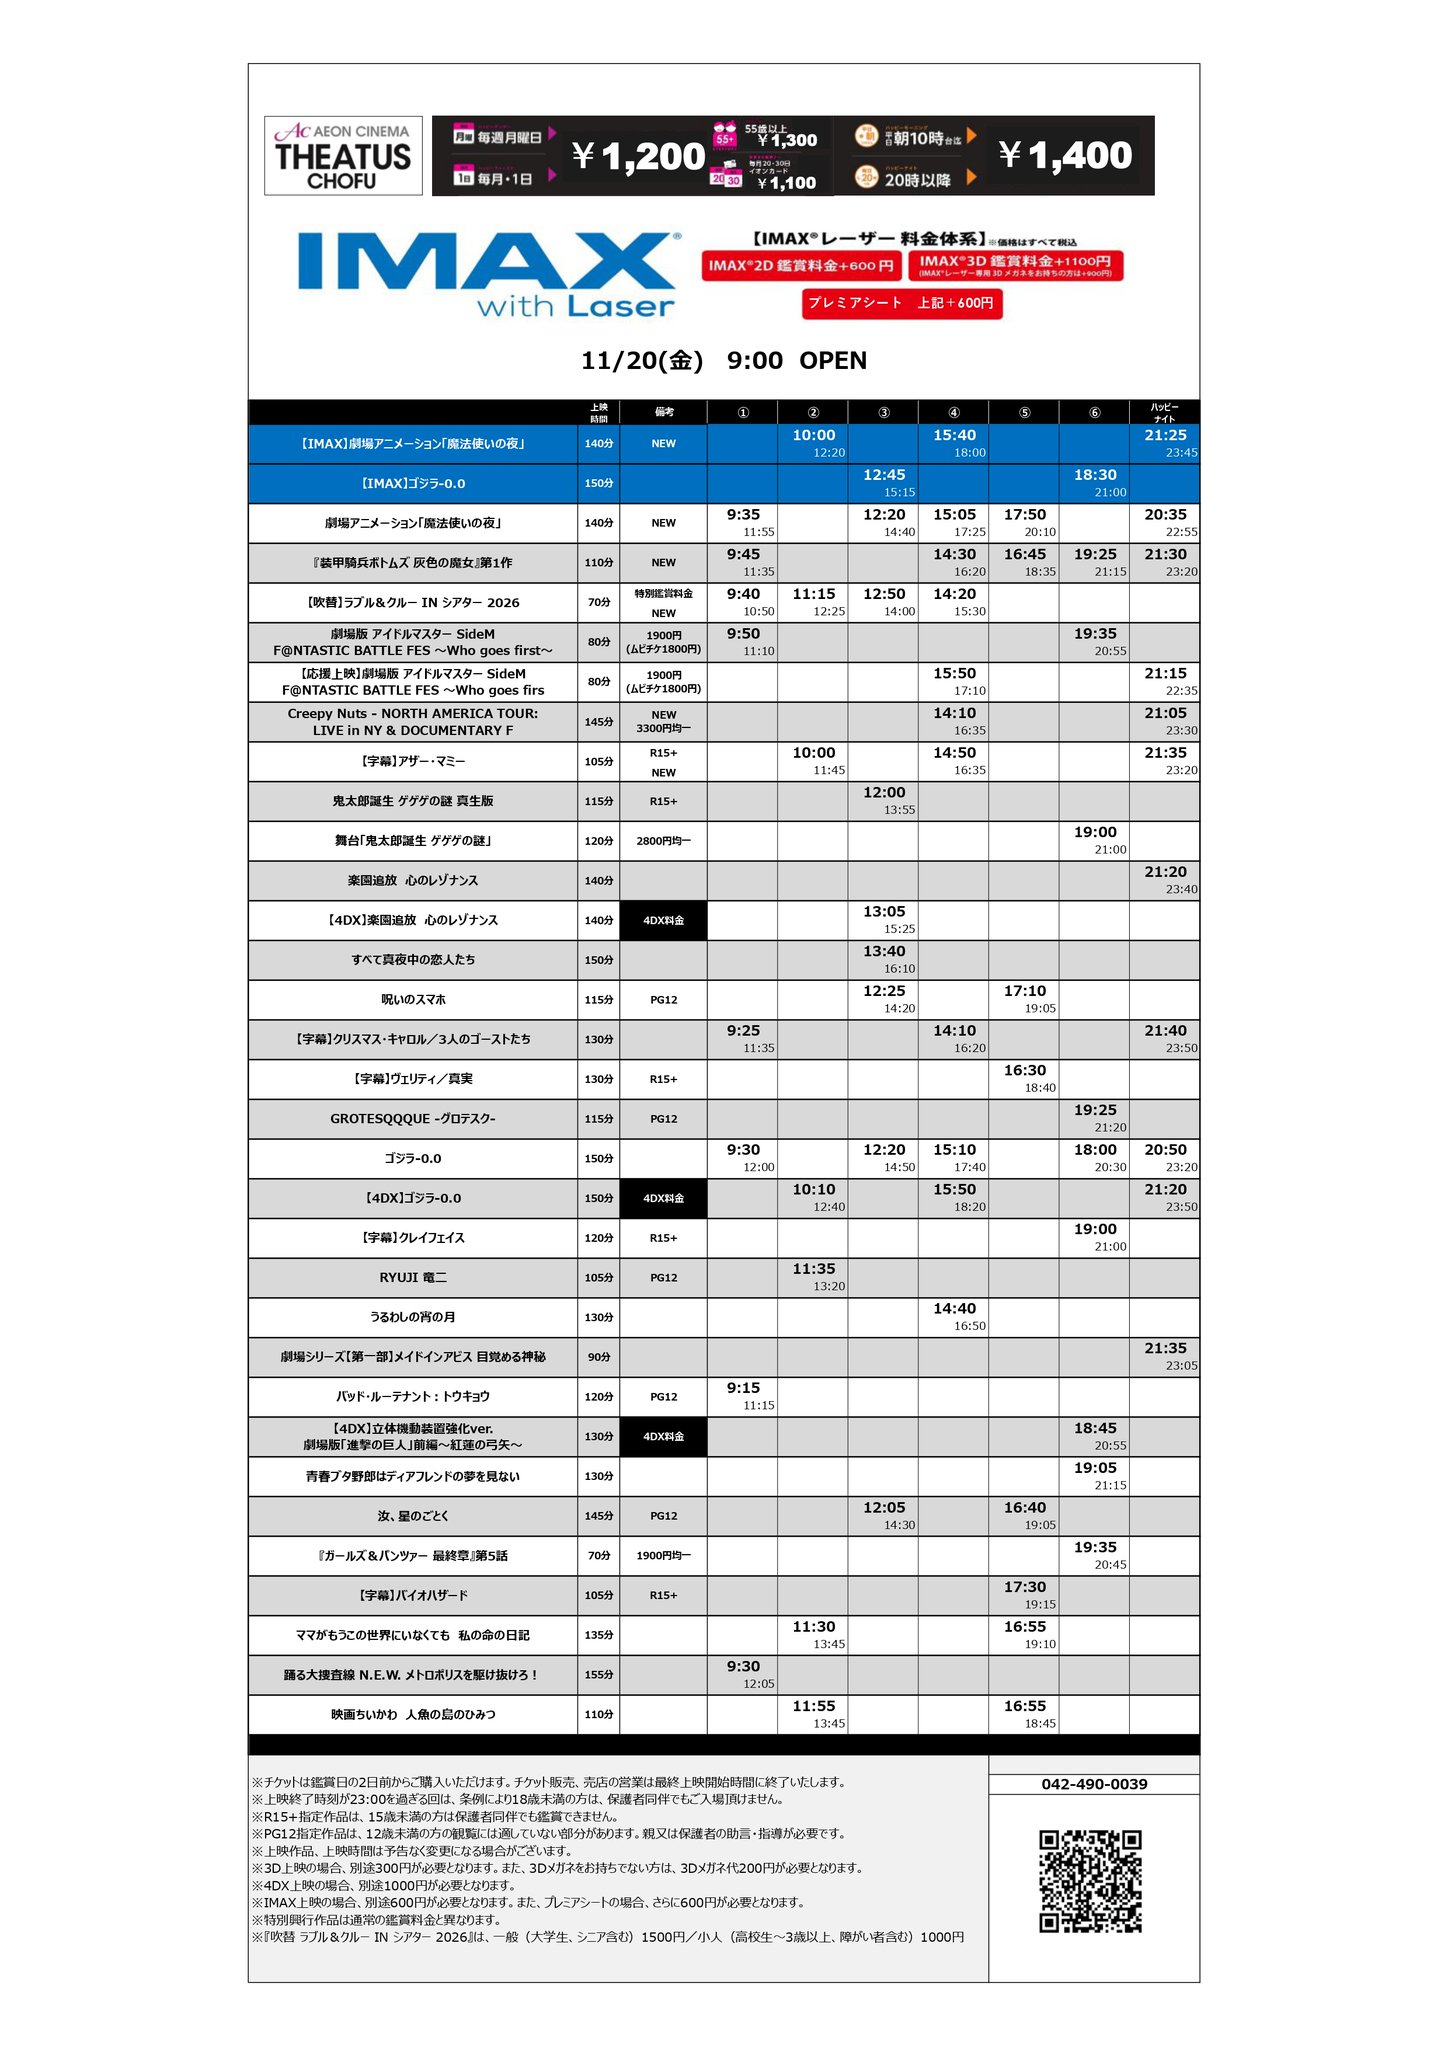 Ac AEON CINEMA
THEATUS
CHOFU
月曜 毎週月曜日
1日 毎月・1日
¥1,200
55+ 55歳以上
¥1,300
毎月20・30日
イオンカード
20 30 ¥1,100
ハッピーモーニング
平日 朝10時台迄
ハッピーナイト
20時以降
¥1,400
IMAX®
with Laser
【IMAX®レーザー 料金体系】※価格はすべて税込
IMAX®2D 鑑賞料金+600円
IMAX®3D 鑑賞料金+1100円
(IMAX®レーザー専用 3D メガネをお持ちの方は+900円)
プレミアシート 上記+600円
11/20(金) 9:00 OPEN
上映時間 備考 ① ② ③ ④ ⑤ ⑥ ハッピーナイト
【IMAX】劇場アニメーション「魔法使いの夜」 140分 NEW 10:00 15:40 21:25
12:20 18:00 23:45
【IMAX】ゴジラ-0.0 150分 12:45 18:30
15:15 21:00
劇場アニメーション「魔法使いの夜」 140分 NEW 9:35 12:20 15:05 17:50 20:35
11:55 14:40 17:25 20:10 22:55
『装甲騎兵ボトムズ 灰色の魔女』第1作 110分 NEW 9:45 14:30 16:45 19:25 21:30
11:35 16:20 18:35 21:15 23:20
【吹替】ラブル&クルー IN シアター 2026 70分 特別鑑賞料金 NEW 9:40 11:15 12:50 14:20
10:50 12:25 14:00 15:30
劇場版 アイドルマスター SideM
F@NTASTIC BATTLE FES ～Who goes first～ 80分 1900円 (ムビチケ1800円) 9:50 19:35
11:10 20:55
【応援上映】劇場版 アイドルマスター SideM
F@NTASTIC BATTLE FES ～Who goes firs 80分 1900円 (ムビチケ1800円) 15:50 21:15
17:10 22:35
Creepy Nuts - NORTH AMERICA TOUR:
LIVE in NY & DOCUMENTARY F 145分 NEW 3300円均一 14:10 21:05
16:35 23:30
【字幕】アザー・マミー 105分 R15+ NEW 10:00 14:50 21:35
11:45 16:35 23:20
鬼太郎誕生 ゲゲゲの謎 真生版 115分 R15+ 12:00
13:55
舞台「鬼太郎誕生 ゲゲゲの謎」 120分 2800円均一 19:00
21:00
楽園追放 心のレゾナンス 140分 21:20
23:40
【4DX】楽園追放 心のレゾナンス 140分 4DX料金 13:05
15:25
すべて真夜中の恋人たち 150分 13:40
16:10
呪いのスマホ 115分 PG12 12:25 17:10
14:20 19:05
【字幕】クリスマス・キャロル／3人のゴーストたち 130分 9:25 14:10 21:40
11:35 16:20 23:50
【字幕】ヴェリティ／真実 130分 R15+ 16:30
18:40
GROTESQQQUE -グロテスク- 115分 PG12 19:25
21:20
ゴジラ-0.0 150分 9:30 12:20 15:10 18:00 20:50
12:00 14:50 17:40 20:30 23:20
【4DX】ゴジラ-0.0 150分 4DX料金 10:10 15:50 21:20
12:40 18:20 23:50
【字幕】クレイフェイス 120分 R15+ 19:00
21:00
RYUJI 竜二 105分 PG12 11:35
13:20
うるわしの宵の月 130分 14:40
16:50
劇場シリーズ【第一部】メイドインアビス 目覚める神秘 90分 21:35
23:05
バッド・ルーテナント：トウキョウ 120分 PG12 9:15
11:15
【4DX】立体機動装置強化ver.
劇場版「進撃の巨人」前編～紅蓮の弓矢～ 130分 4DX料金 18:45
20:55
青春ブタ野郎はディアフレンドの夢を見ない 130分 19:05
21:15
汝、星のごとく 145分 PG12 12:05 16:40
14:30 19:05
『ガールズ&パンツァー 最終章』第5話 70分 1900円均一 19:35
20:45
【字幕】バイオハザード 105分 R15+ 17:30
19:15
ママがもうこの世界にいなくても 私の命の日記 135分 11:30 16:55
13:45 19:10
踊る大捜査線 N.E.W. メトロポリスを駆け抜けろ！ 155分 9:30
12:05
映画ちいかわ 人魚の島のひみつ 110分 11:55 16:55
13:45 18:45
※チケットは鑑賞日の2日前からご購入いただけます。チケット販売、売店の営業は最終上映開始時間に終了いたします。
※上映終了時刻が23:00を過ぎる回は、条例により18歳未満の方は、保護者同伴でもご入場頂けません。
※R15+指定作品は、15歳未満の方は保護者同伴でも鑑賞できません。
※PG12指定作品は、12歳未満の方の観覧には適していない部分があります。親又は保護者の助言・指導が必要です。
※上映作品、上映時間は予告なく変更になる場合がございます。
※3D上映の場合、別途300円が必要となります。また、3Dメガネをお持ちでない方は、3Dメガネ代200円が必要となります。
※4DX上映の場合、別途1000円が必要となります。
※IMAX上映の場合、別途600円が必要となります。また、プレミアシートの場合、さらに600円が必要となります。
※特別興行作品は通常の鑑賞料金と異なります。
※『吹替 ラブル&クルー IN シアター 2026』は、一般（大学生、シニア含む）1500円／小人（高校生～3歳以上、障がい者含む）1000円
042-490-0039